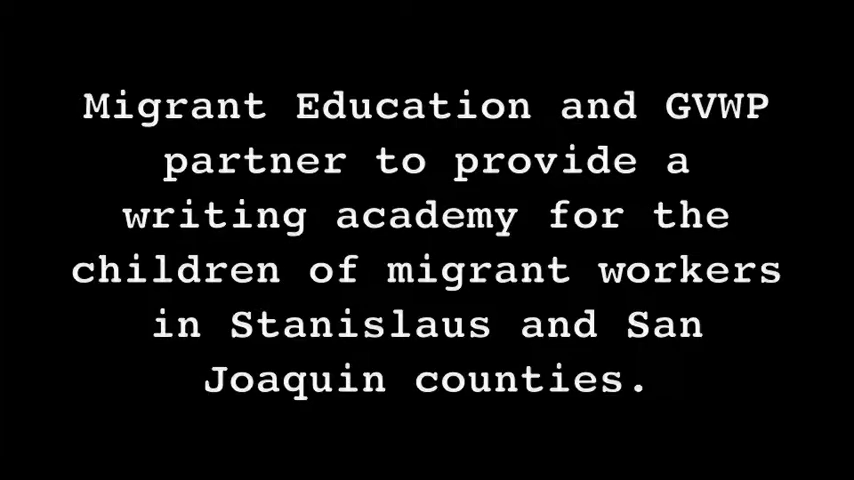 Migrant Education and GVWP
partner to provide a
writing academy for the
children of migrant workers
in Stanislaus and San
Joaquin counties.